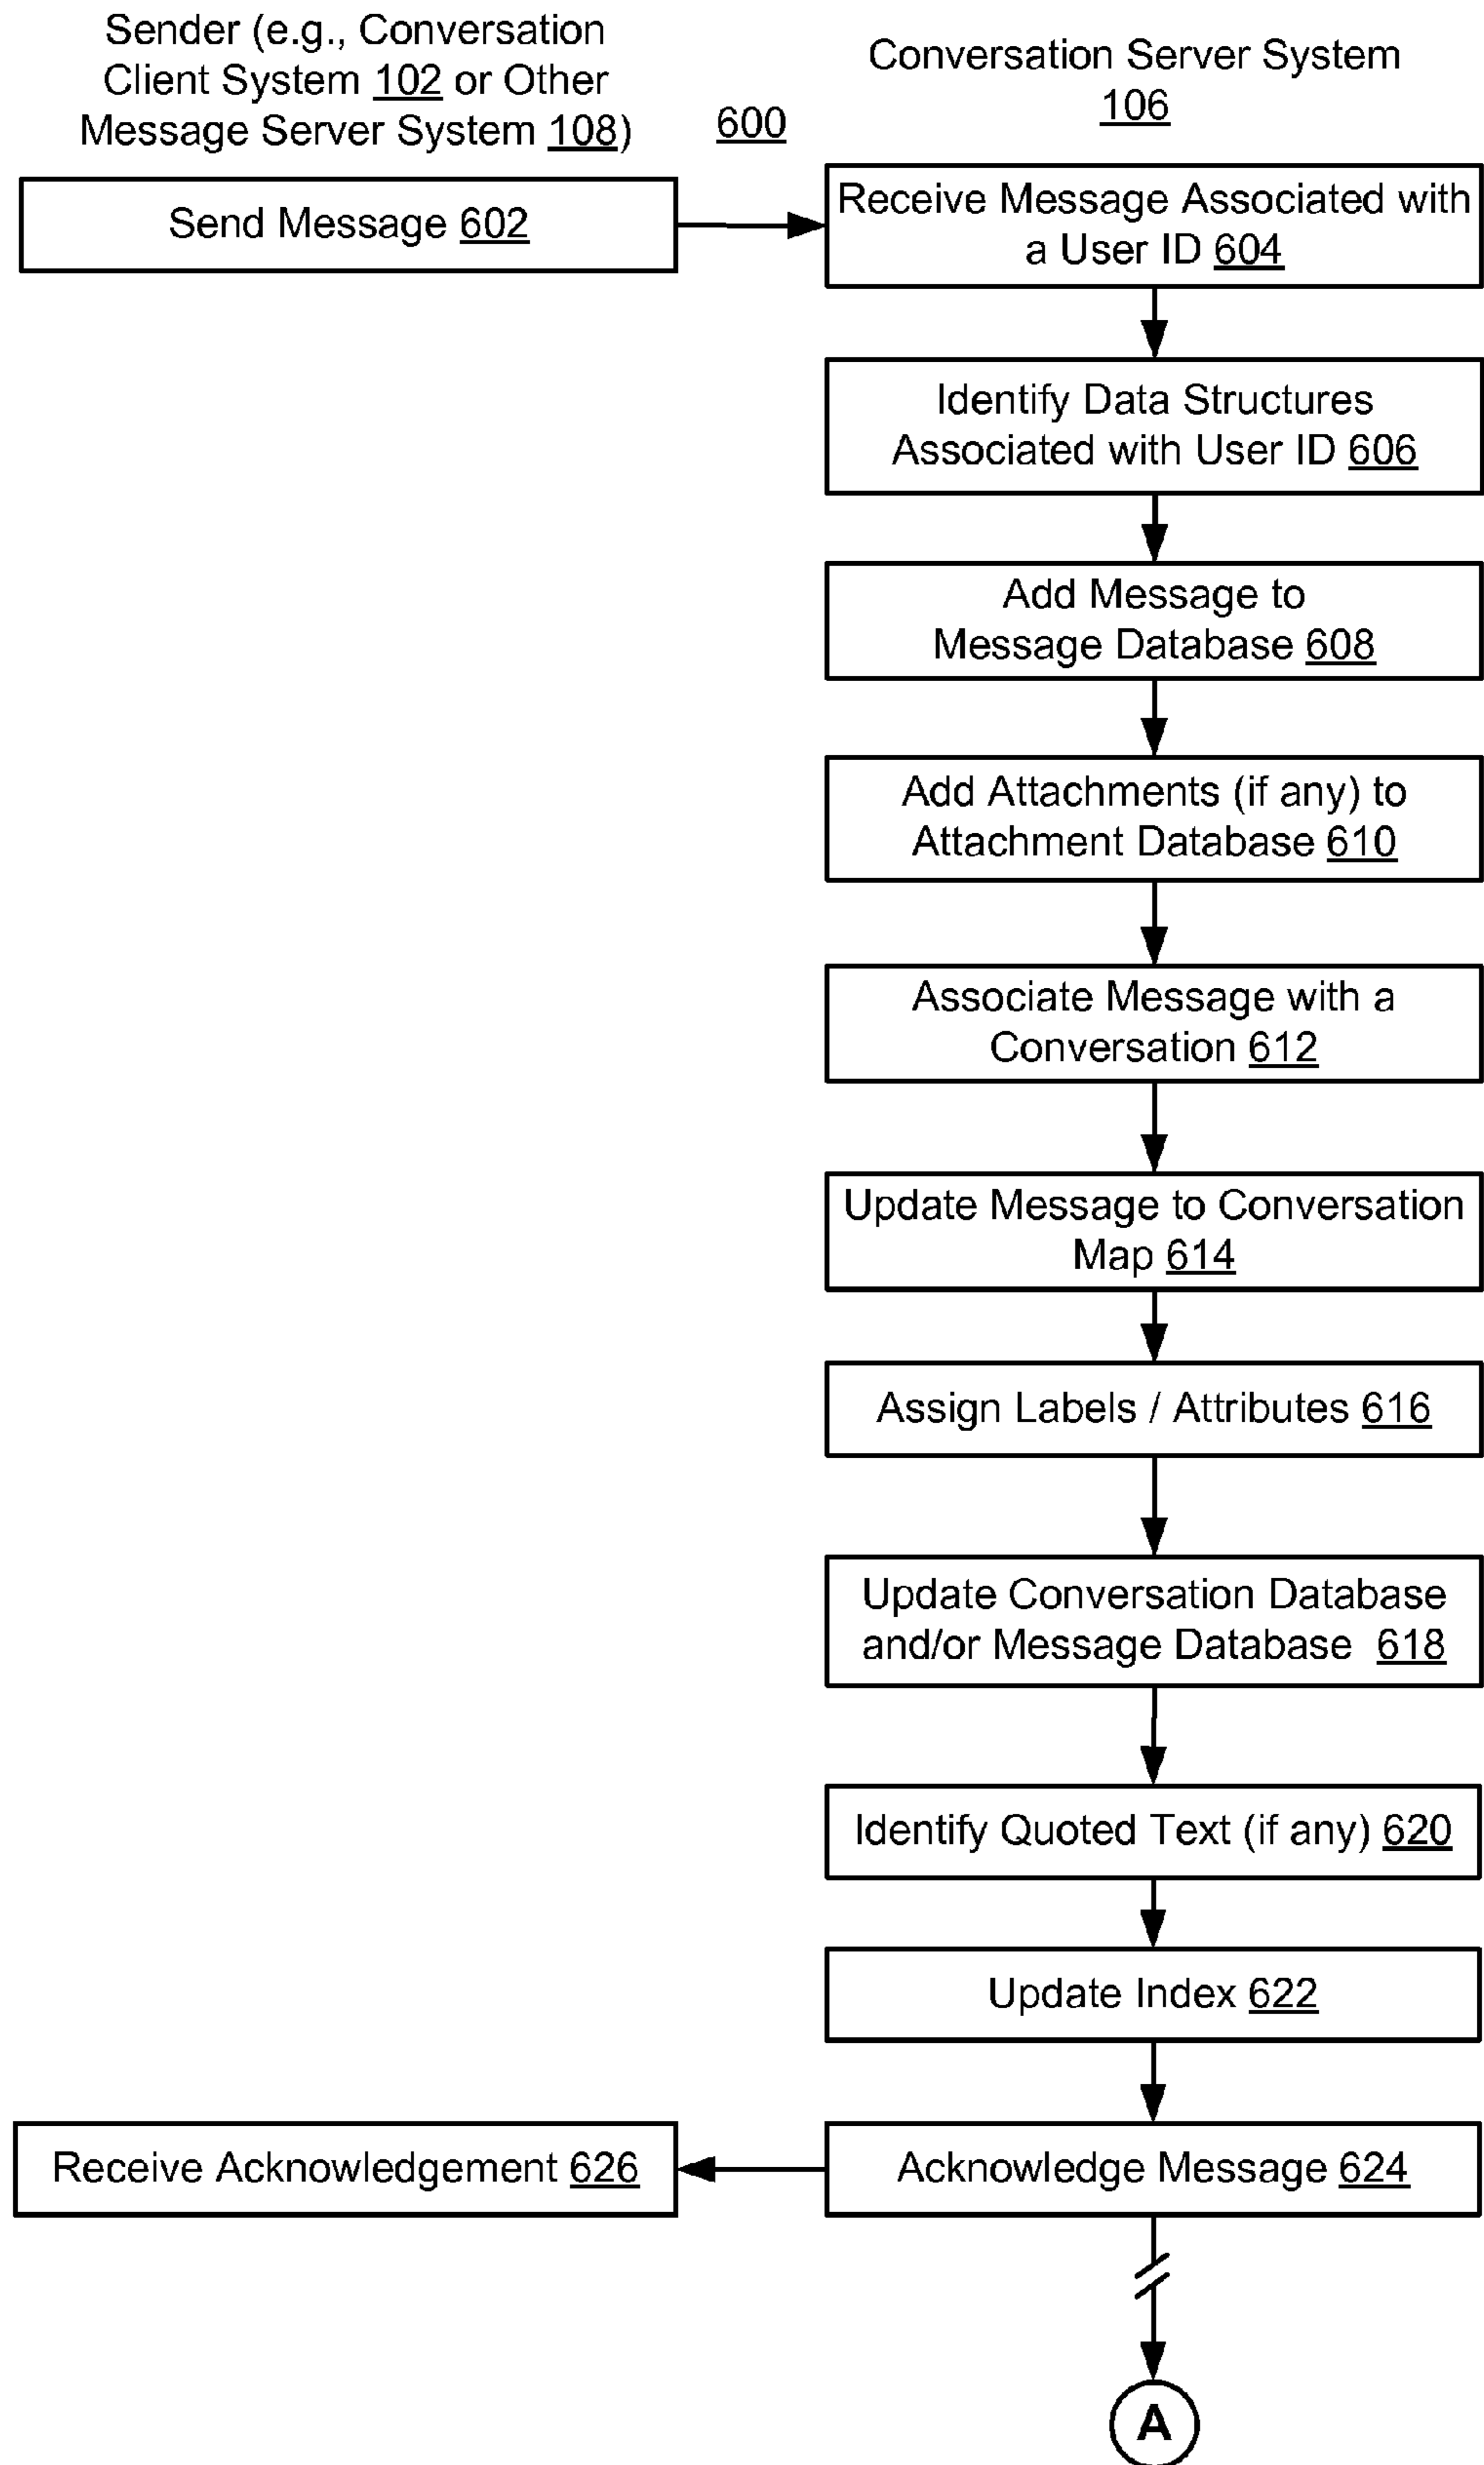 Sender (e.g., Conversation
Client System 102 or Other
Message Server System 108)
600
Conversation Server System
106
Send Message 602
Receive Message Associated with
a User ID 604
Identify Data Structures
Associated with User ID 606
Add Message to
Message Database 608
Add Attachments (if any) to
Attachment Database 610
Associate Message with a
Conversation 612
Update Message to Conversation
Map 614
Assign Labels / Attributes 616
Update Conversation Database
and/or Message Database 618
Identify Quoted Text (if any) 620
Update Index 622
Receive Acknowledgement 626
Acknowledge Message 624
A